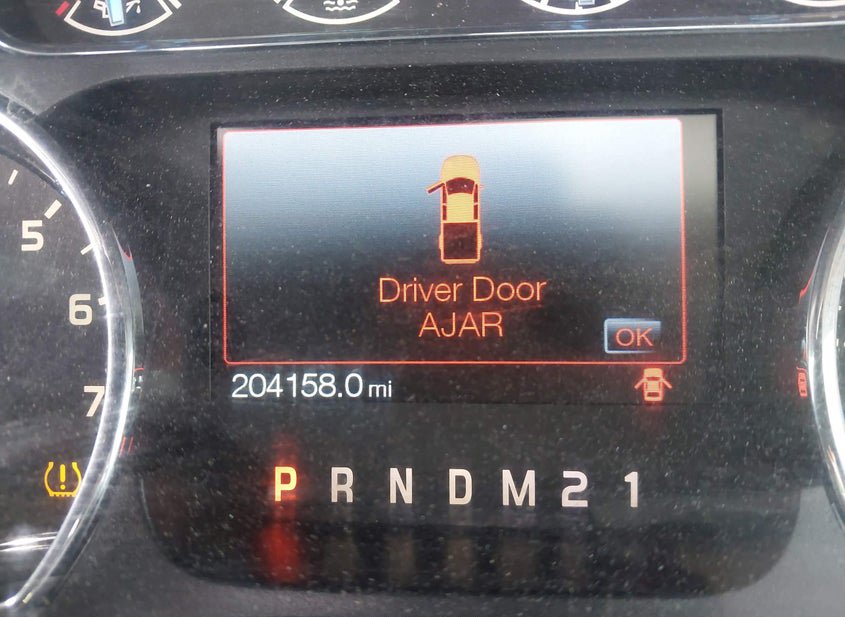 5
6
7
Driver Door
AJAR
OK
204158.0 mi
P R N D M 2 1